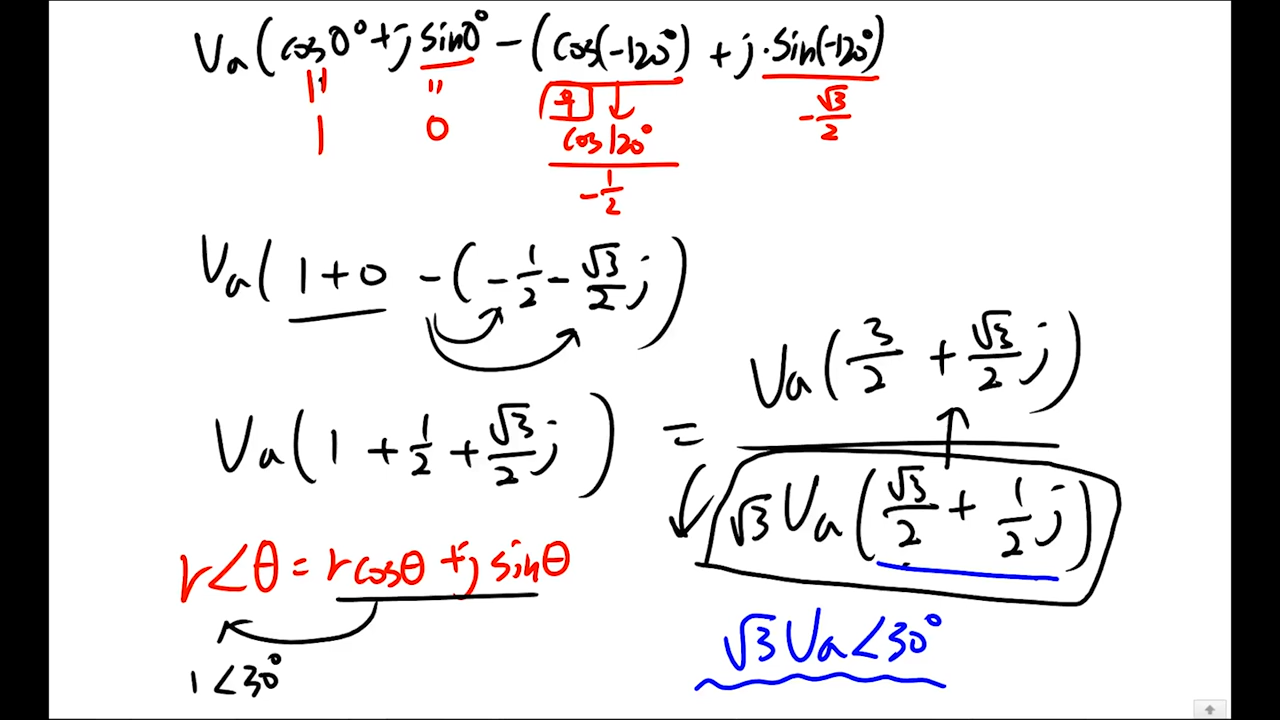 Va(cos0° + j sin0° - (cos(-120°) + j·sin(-120°)
" "
1 0 우 ↓ -√3/2
cos120°
-1/2
Va(1+0 -(-1/2 - √3/2 j)
Va(1 + 1/2 + √3/2 j) = Va(3/2 + √3/2 j)
√3 Va(√3/2 + 1/2 j)
r∠θ = rcosθ + j sinθ
√3 Va∠30°
1∠30°